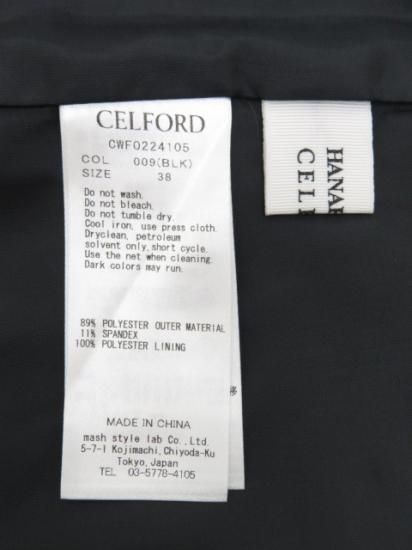 CELFORD
CWF0224105
COL 009(BLK)
SIZE 38
Do not wash.
Do not bleach.
Do not tumble dry.
Cool iron, use press cloth.
Dryclean, petroleum
solvent only, short cycle.
Use the net when cleaning.
Dark colors may run.
89% POLYESTER OUTER MATERIAL
11% SPANDEX
100% POLYESTER LINING
移
MADE IN CHINA
mash style lab Co., Ltd.
5-7-1 Kojimachi, Chiyoda-Ku
Tokyo, Japan
TEL 03-5778-4105
HANA
CEL